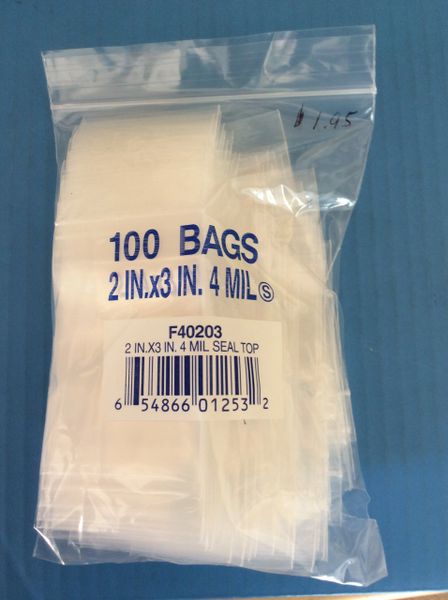 $1.95
100 BAGS
2 IN.x3 IN. 4 MIL Ⓢ
F40203
2 IN.X3 IN. 4 MIL SEAL TOP
6 54866 01253 2